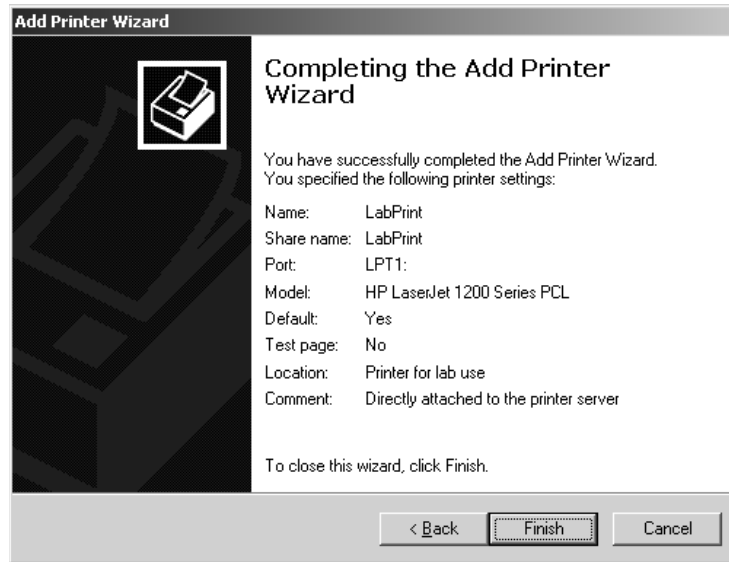 Add Printer Wizard
Completing the Add Printer
Wizard
You have successfully completed the Add Printer Wizard.
You specified the following printer settings:
Name: LabPrint
Share name: LabPrint
Port: LPT1:
Model: HP LaserJet 1200 Series PCL
Default: Yes
Test page: No
Location: Printer for lab use
Comment: Directly attached to the printer server
To close this wizard, click Finish.
< Back Finish Cancel